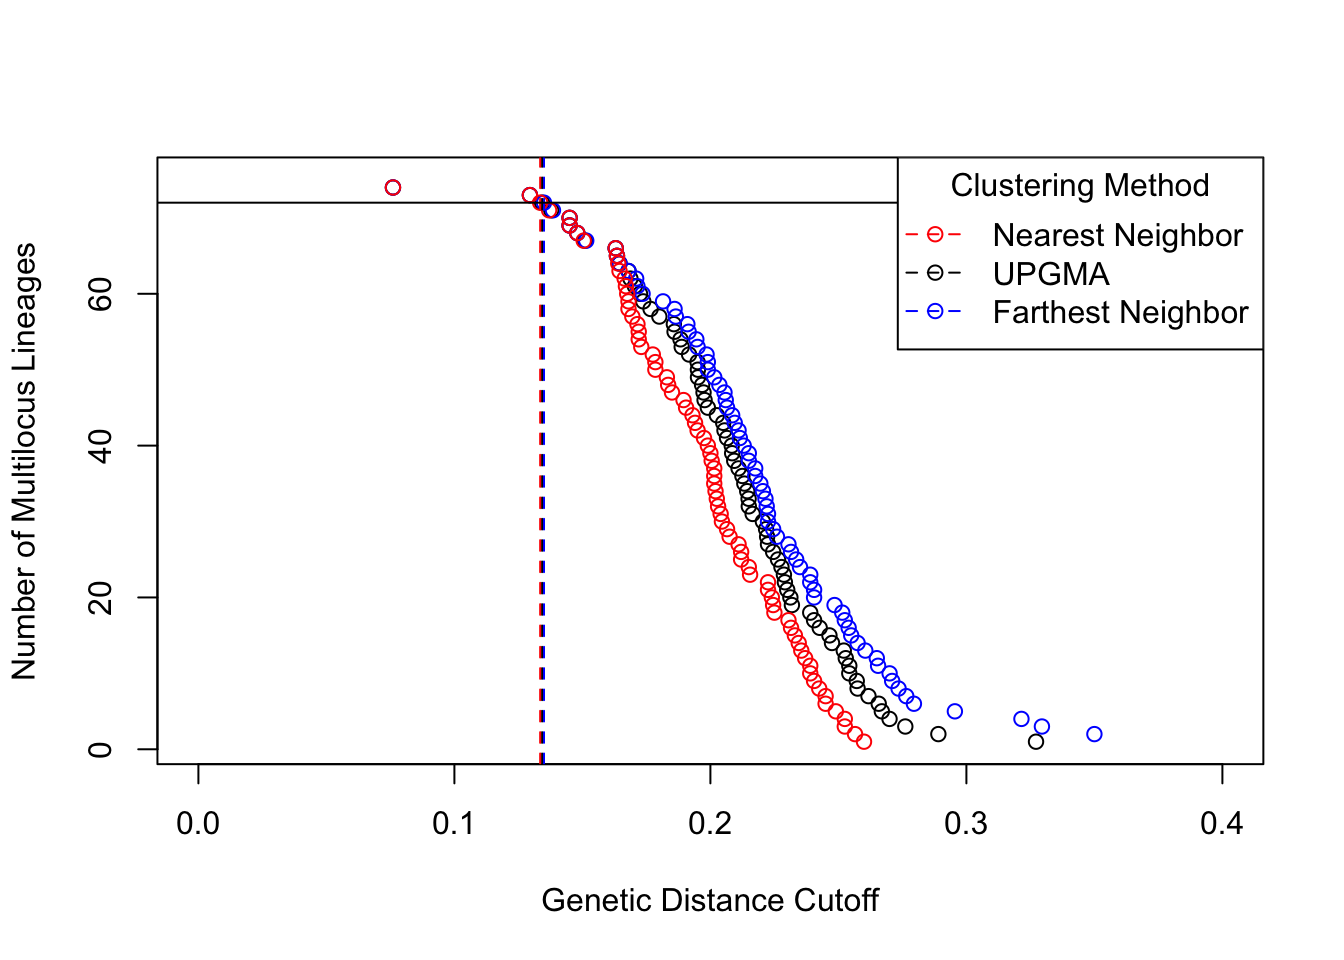 Clustering Method
Nearest Neighbor
UPGMA
Farthest Neighbor
Number of Multilocus Lineages
60
40
20
0
0.0 0.1 0.2 0.3 0.4
Genetic Distance Cutoff